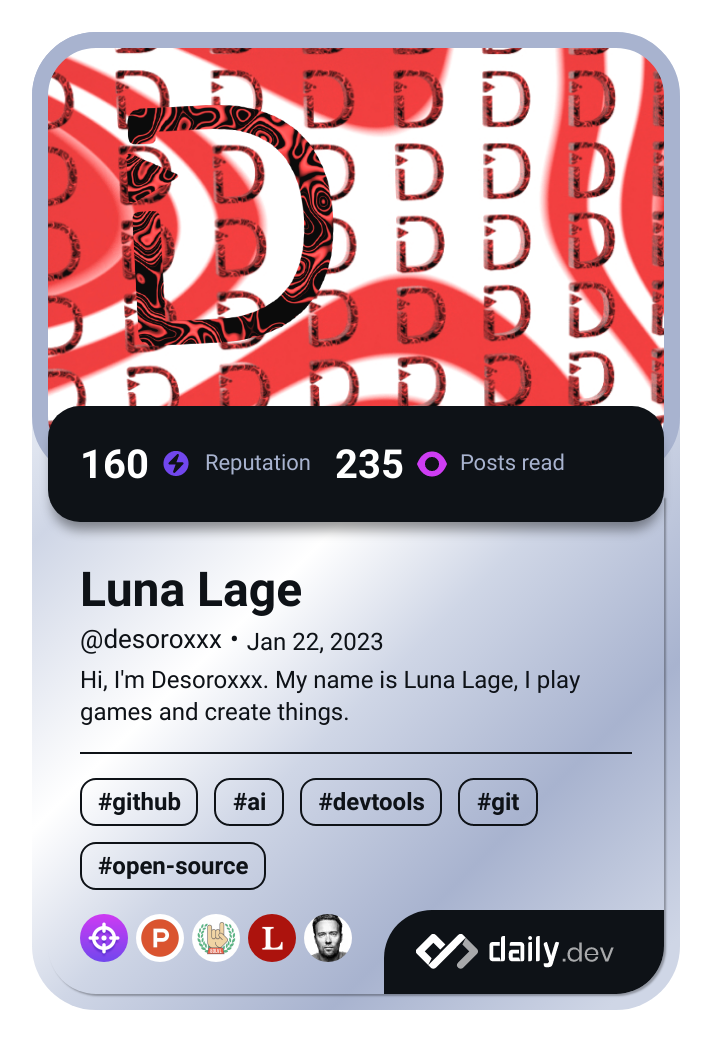 D
160 Reputation 235 Posts read
Luna Lage
@desoroxxx • Jan 22, 2023
Hi, I'm Desoroxxx. My name is Luna Lage, I play
games and create things.
#github #ai #devtools #git
#open-source
P L
daily.dev